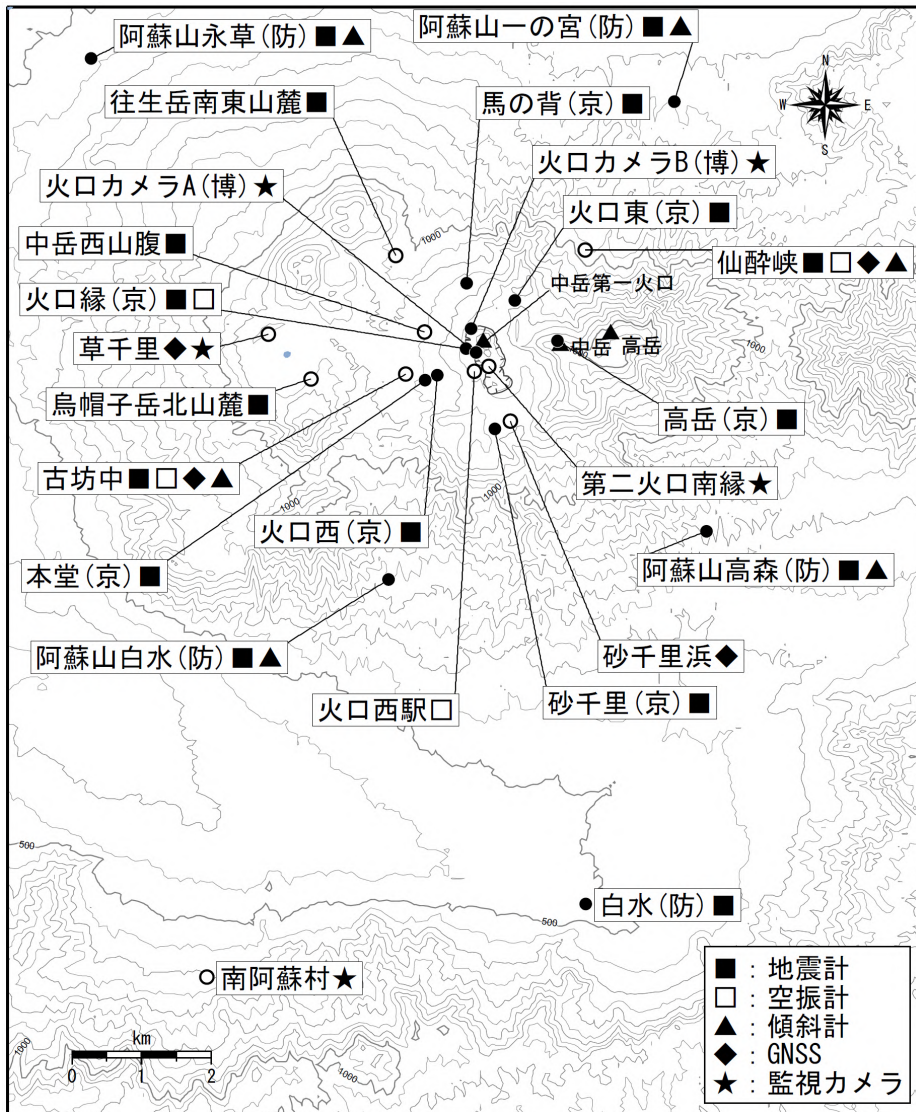 阿蘇山永草(防)■▲
阿蘇山一の宮(防)■▲
往生岳南東山麓■
馬の背(京)■
N
W
E
S
火口カメラA(博)★
火口カメラB(博)★
火口東(京)■
中岳西山腹■
1000
仙酔峡■□◆▲
中岳第一火口
火口縁(京)■□
草千里◆★
中岳
高岳
1000
1000
烏帽子岳北山麓■
高岳(京)■
古坊中■□◆▲
第二火口南縁★
1000
1000
火口西(京)■
本堂(京)■
阿蘇山高森(防)■▲
阿蘇山白水(防)■▲
砂千里浜◆
火口西駅□
砂千里(京)■
500
白水(防)■
500
南阿蘇村★
■：地震計
□：空振計
▲：傾斜計
◆：GNSS
★：監視カメラ
km
0 1 2
1000
1000